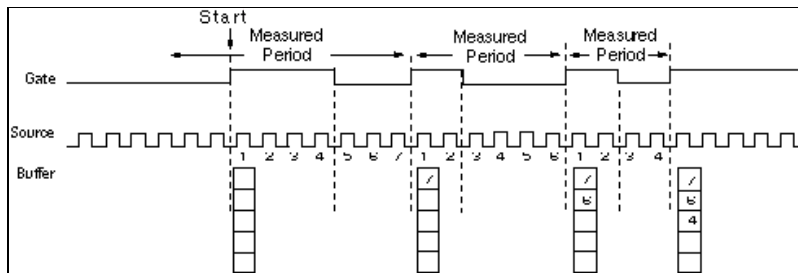 Start
Measured Period
Measured Period
Measured Period
Gate
Source
1 2 3 4 5 6 7 1 2 3 4 5 6 1 2 3 4
Buffer
7 7 7
6 6
4